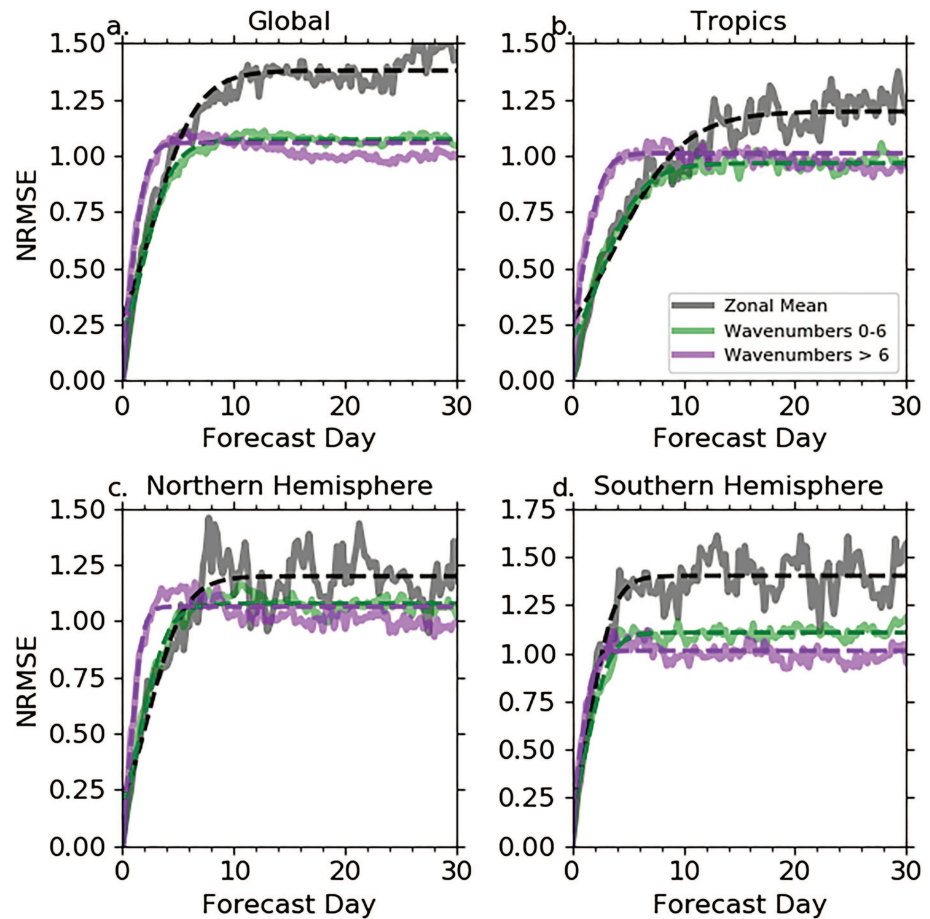 a. Global
1.50
1.25
1.00
0.75
0.50
0.25
0.00
NRMSE
0 10 20 30
Forecast Day
b. Tropics
1.50
1.25
1.00
0.75
0.50
0.25
0.00
Zonal Mean
Wavenumbers 0-6
Wavenumbers > 6
0 10 20 30
Forecast Day
c. Northern Hemisphere
1.50
1.25
1.00
0.75
0.50
0.25
0.00
NRMSE
0 10 20 30
Forecast Day
d. Southern Hemisphere
1.75
1.50
1.25
1.00
0.75
0.50
0.25
0.00
0 10 20 30
Forecast Day